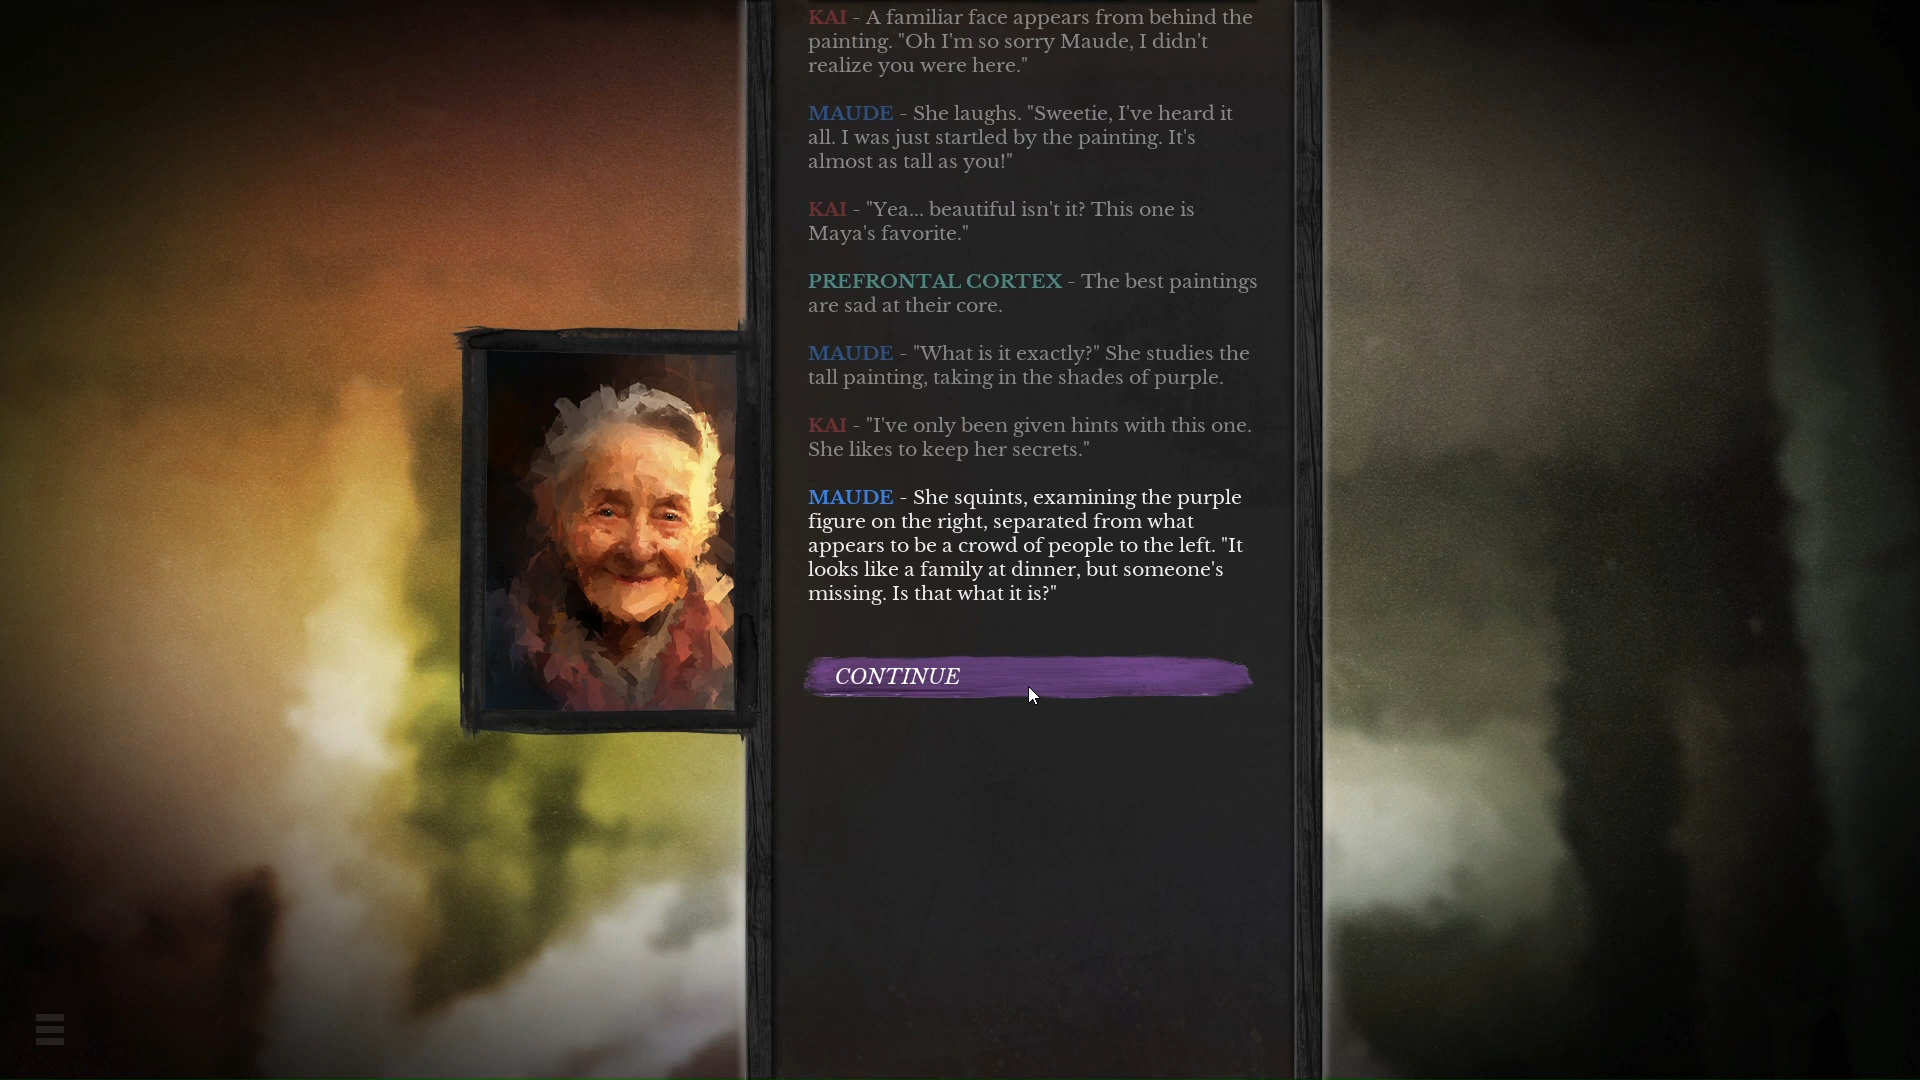 KAI - A familiar face appears from behind the
painting. "Oh I'm so sorry Maude, I didn't
realize you were here."
MAUDE - She laughs. "Sweetie, I've heard it
all. I was just startled by the painting. It's
almost as tall as you!"
KAI - "Yea... beautiful isn't it? This one is
Maya's favorite."
PREFRONTAL CORTEX - The best paintings
are sad at their core.
MAUDE - "What is it exactly?" She studies the
tall painting, taking in the shades of purple.
KAI - "I've only been given hints with this one.
She likes to keep her secrets."
MAUDE - She squints, examining the purple
figure on the right, separated from what
appears to be a crowd of people to the left. "It
looks like a family at dinner, but someone's
missing. Is that what it is?"
CONTINUE